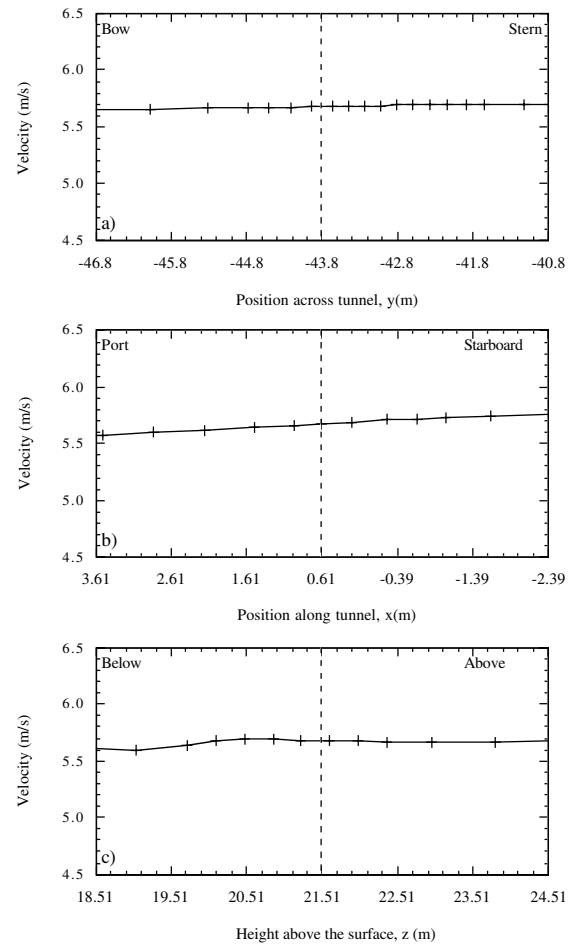 6.5
Bow Stern
6.0
Velocity (m/s)
5.5
5.0
a)
4.5
-46.8 -45.8 -44.8 -43.8 -42.8 -41.8 -40.8
Position across tunnel, y(m)
6.5
Port Starboard
6.0
Velocity (m/s)
5.5
5.0
b)
4.5
3.61 2.61 1.61 0.61 -0.39 -1.39 -2.39
Position along tunnel, x(m)
6.5
Below Above
6.0
Velocity (m/s)
5.5
5.0
c)
4.5
18.51 19.51 20.51 21.51 22.51 23.51 24.51
Height above the surface, z (m)